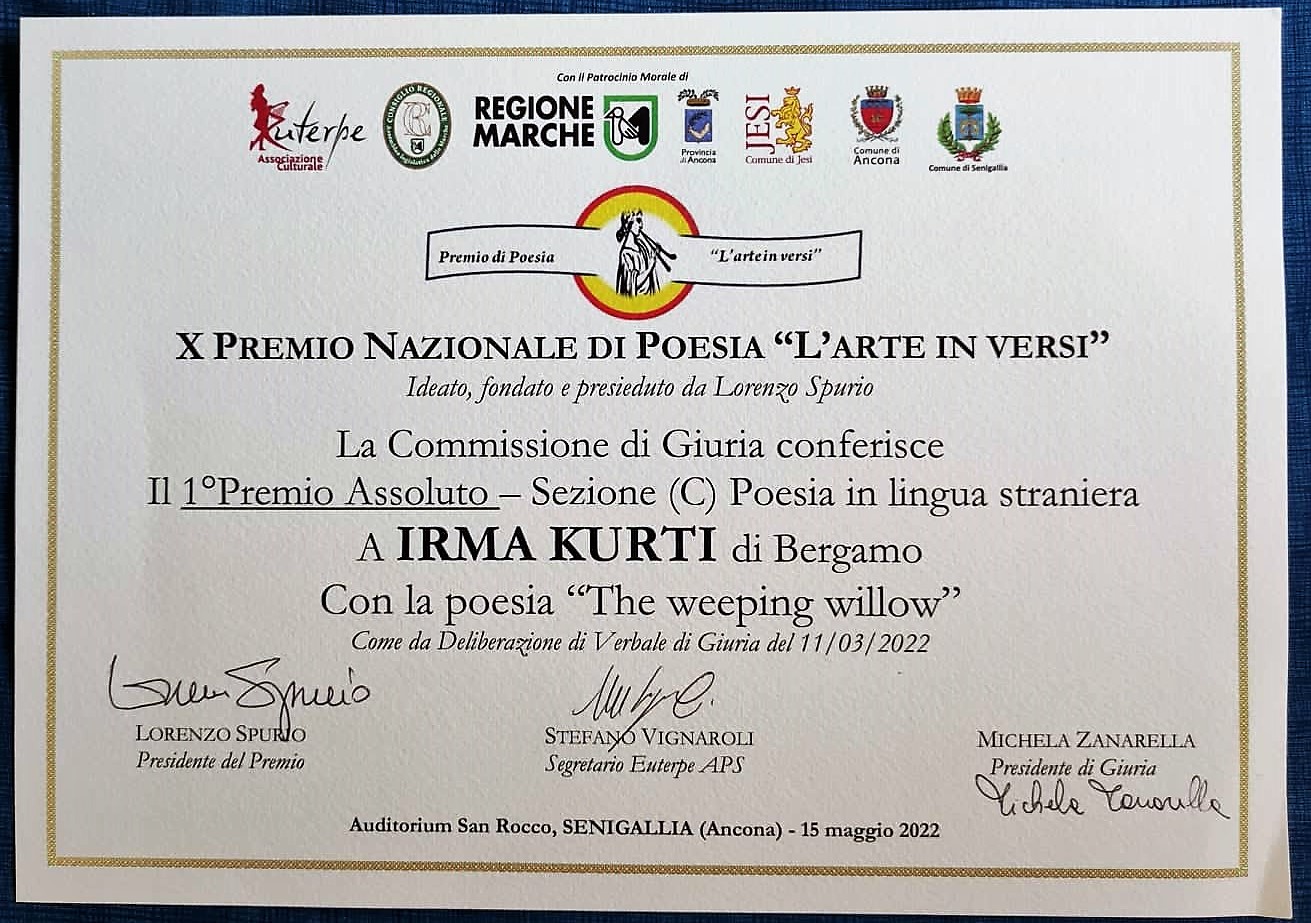 Con il Patrocinio Morale di
Euterpe
Associazione
Culturale
CONSIGLIO REGIONALE
REGIONE
MARCHE
Provincia
di Ancona
JESI
Comune di Jesi
Comune di
Ancona
Comune di Senigallia
Premio di Poesia "L'arte in versi"
X PREMIO NAZIONALE DI POESIA “L’ARTE IN VERSI”
Ideato, fondato e presieduto da Lorenzo Spurio
La Commissione di Giuria conferisce
Il 1°Premio Assoluto – Sezione (C) Poesia in lingua straniera
A IRMA KURTI di Bergamo
Con la poesia “The weeping willow”
Come da Deliberazione di Verbale di Giuria del 11/03/2022
LORENZO SPURIO
Presidente del Premio
STEFANO VIGNAROLI
Segretario Euterpe APS
MICHELA ZANARELLA
Presidente di Giuria
Michela Zanarella
Auditorium San Rocco, SENIGALLIA (Ancona) - 15 maggio 2022